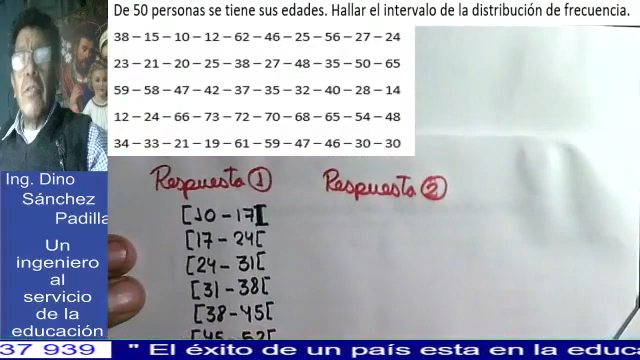 De 50 personas se tiene sus edades. Hallar el intervalo de la distribución de frecuencia.
38 – 15 – 10 – 12 – 62 – 46 – 25 – 56 – 27 – 24
23 – 21 – 20 – 25 – 38 – 27 – 48 – 35 – 50 – 65
59 – 58 – 47 – 42 – 37 – 35 – 32 – 40 – 28 – 14
12 – 24 – 66 – 73 – 72 – 70 – 68 – 65 – 54 – 48
34 – 33 – 21 – 19 – 61 – 59 – 47 – 46 – 30 – 30
Respuesta ① Respuesta ②
[10 – 17[
[17 – 24[
[24 – 31[
[31 – 38[
[38 – 45[
[45 – 52[
Ing. Dino
Sánchez
Padilla
Un
ingeniero
al
servicio
de la
educación
37 939 " El éxito de un país esta en la educ